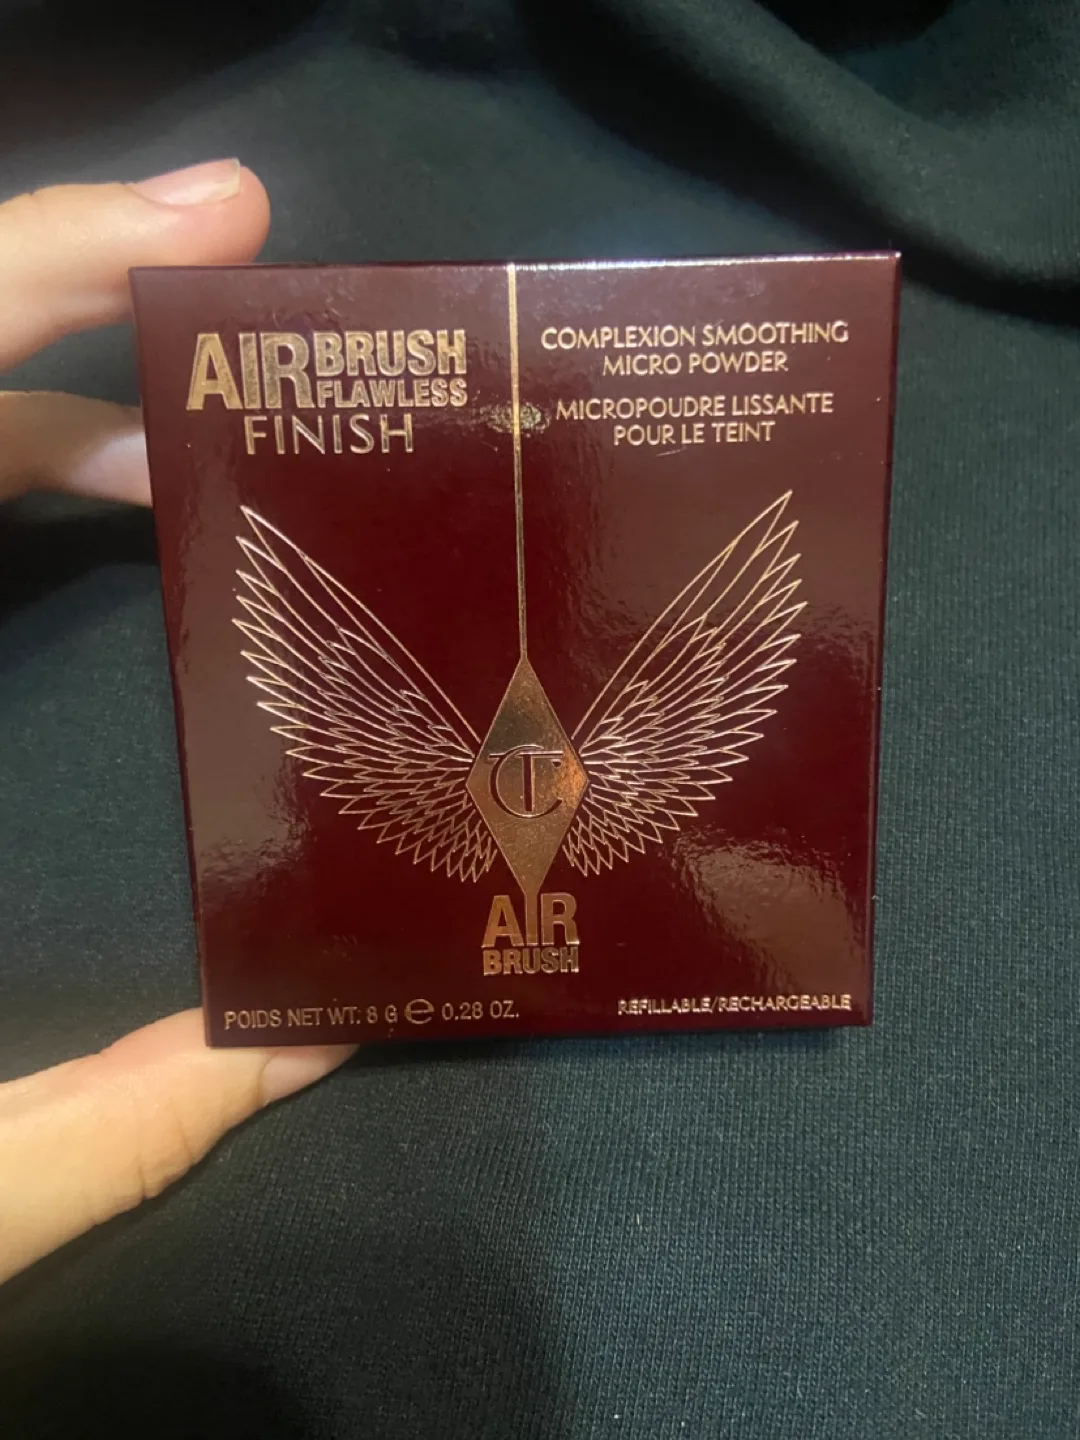 AIRBRUSH
FLAWLESS
FINISH
COMPLEXION SMOOTHING
MICRO POWDER
MICROPOUDRE LISSANTE
POUR LE TEINT
CT
AIR
BRUSH
POIDS NET WT. 8 G ℮ 0.28 OZ.
REFILLABLE/RECHARGEABLE